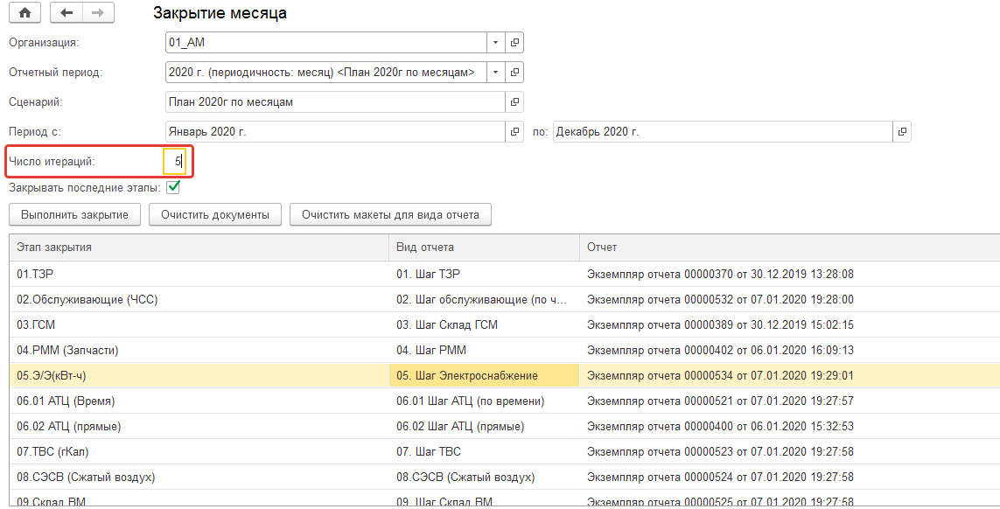 Закрытие месяца
Организация: 01_АМ
Отчетный период: 2020 г. (периодичность: месяц) <План 2020г по месяцам>
Сценарий: План 2020г по месяцам
Период с: Январь 2020 г. по: Декабрь 2020 г.
Число итераций: 5
Закрывать последние этапы:
Выполнить закрытие Очистить документы Очистить макеты для вида отчета
Этап закрытия Вид отчета Отчет
01.ТЗР 01. Шаг ТЗР Экземпляр отчета 00000370 от 30.12.2019 13:28:08
02.Обслуживающие (ЧСС) 02. Шаг обслуживающие (по ч... Экземпляр отчета 00000532 от 07.01.2020 19:28:00
03.ГСМ 03. Шаг Склад ГСМ Экземпляр отчета 00000389 от 30.12.2019 15:02:15
04.РММ (Запчасти) 04. Шаг РММ Экземпляр отчета 00000402 от 06.01.2020 16:09:13
05.Э/Э(кВт-ч) 05. Шаг Электроснабжение Экземпляр отчета 00000534 от 07.01.2020 19:29:01
06.01 АТЦ (Время) 06.01 Шаг АТЦ (по времени) Экземпляр отчета 00000521 от 07.01.2020 19:27:57
06.02 АТЦ (прямые) 06.02 Шаг АТЦ (прямые) Экземпляр отчета 00000400 от 06.01.2020 15:32:53
07.ТВС (гКал) 07. Шаг ТВС Экземпляр отчета 00000523 от 07.01.2020 19:27:58
08.СЭСВ (Сжатый воздух) 08.СЭСВ (Сжатый воздух) Экземпляр отчета 00000524 от 07.01.2020 19:27:58
09.Склад ВМ 09. Шаг Склад ВМ Экземпляр отчета 00000525 от 07.01.2020 19:27:58